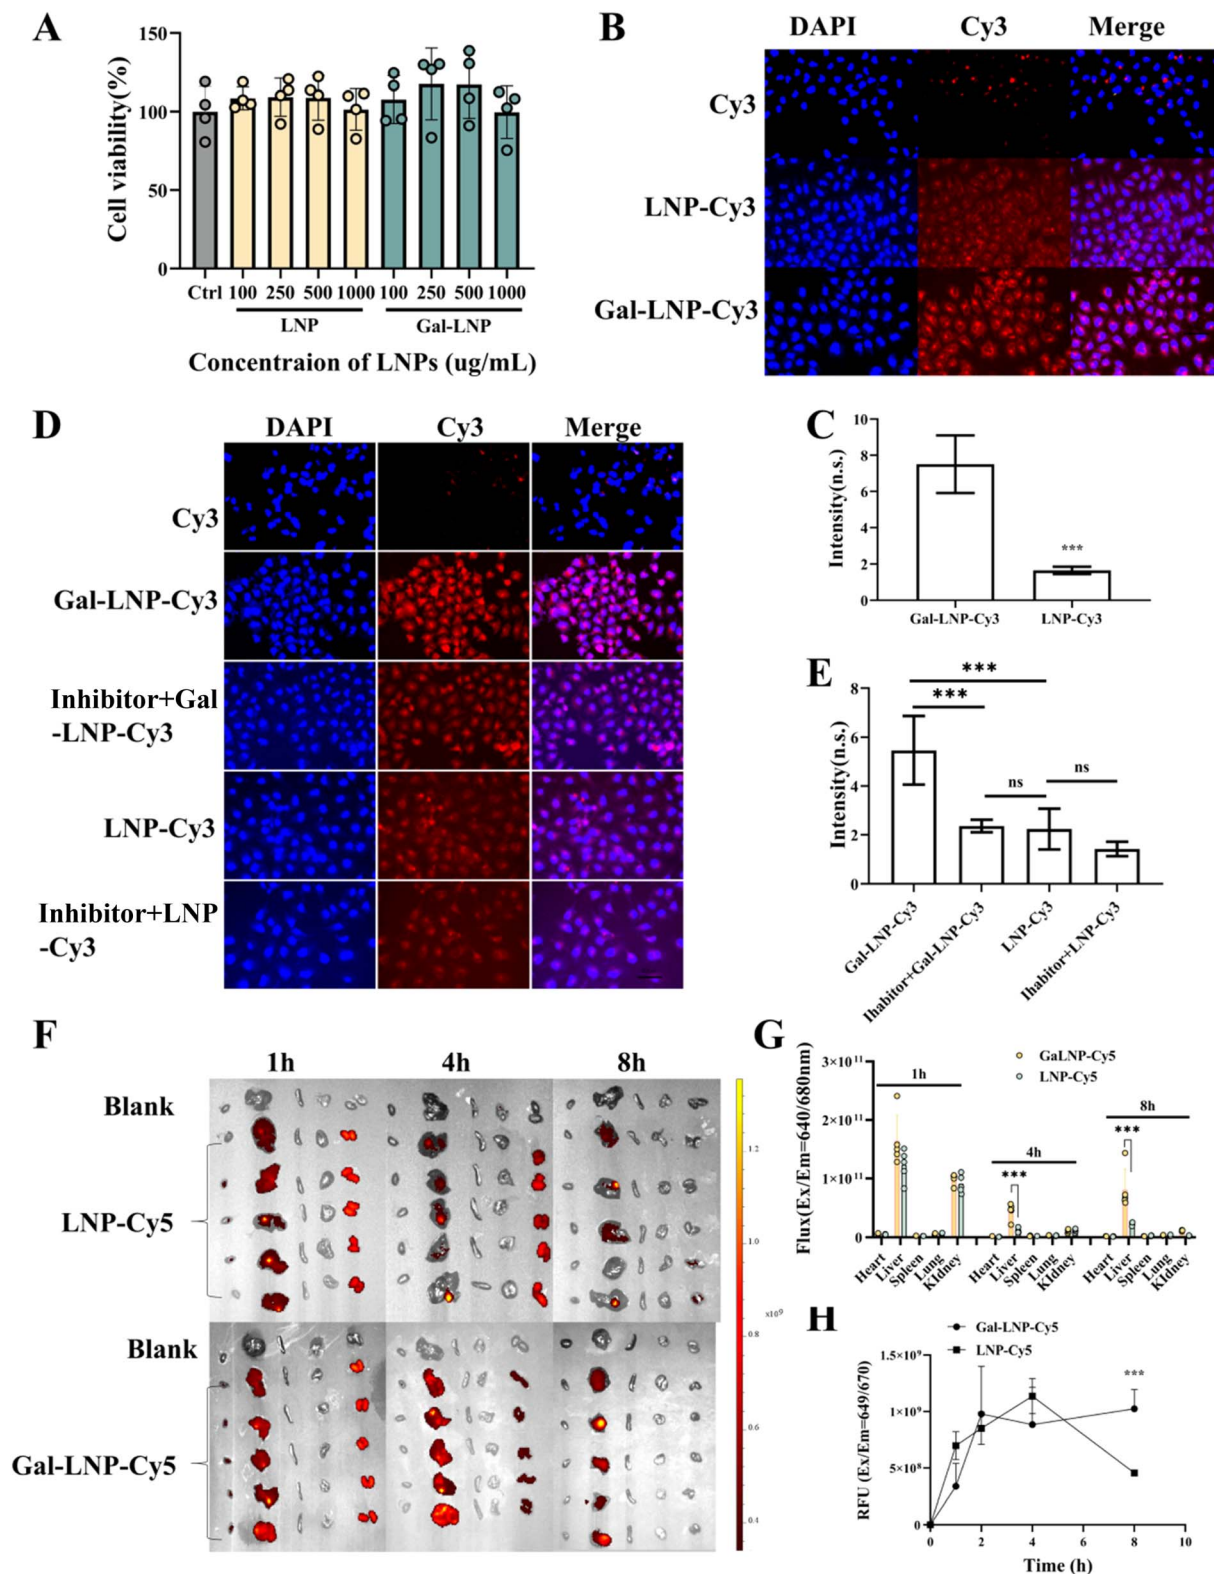 A
Cell viability(%)
150
100
50
0
Ctrl 100 250 500 1000 100 250 500 1000
LNP Gal-LNP
Concentraion of LNPs (ug/mL)
B
DAPI Cy3 Merge
Cy3
LNP-Cy3
Gal-LNP-Cy3
D
DAPI Cy3 Merge
Cy3
Gal-LNP-Cy3
Inhibitor+Gal
-LNP-Cy3
LNP-Cy3
Inhibitor+LNP
-Cy3
C
Intensity(n.s.)
10
8
6
4
2
0
***
Gal-LNP-Cy3 LNP-Cy3
E
Intensity(n.s.)
8
6
4
2
0
***
***
ns
ns
Gal-LNP-Cy3
Ihabitor+Gal-LNP-Cy3
LNP-Cy3
Ihabitor+LNP-Cy3
F
1h 4h 8h
Blank
LNP-Cy5
Blank
Gal-LNP-Cy5
1.2
1.0
x10⁹
0.8
0.6
0.4
G
Flux(Ex/Em=640/680nm)
3×10¹¹
2×10¹¹
1×10¹¹
0
GaLNP-Cy5
LNP-Cy5
1h
4h
8h
***
***
Heart Liver Spleen Lung KIdney Heart Liver Spleen Lung KIdney Heart Liver Spleen Lung KIdney
H
Gal-LNP-Cy5
LNP-Cy5
RFU (Ex/Em=649/670)
1.5×10⁹
1×10⁹
5×10⁸
0
***
0 2 4 6 8 10
Time (h)